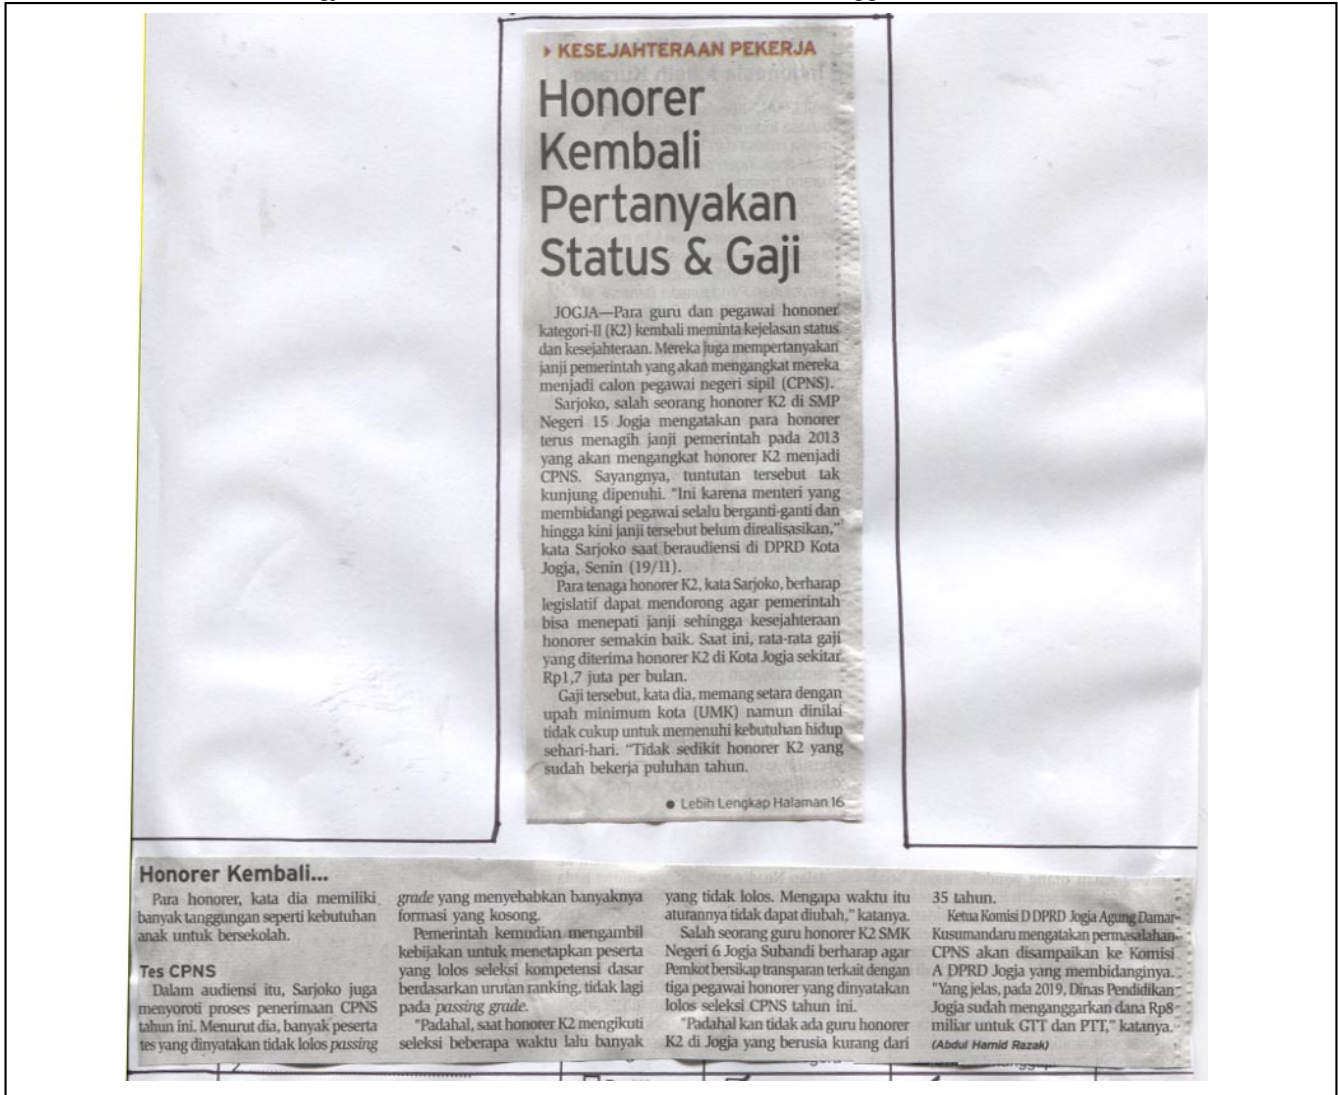 KESEJAHTERAAN PEKERJA
Honorer
Kembali
Pertanyakan
Status & Gaji
JOGJA—Para guru dan pegawai hononer
kategori-II (K2) kembali meminta kejelasan status
dan kesejahteraan. Mereka juga mempertanyakan
janji pemerintah yang akan mengangkat mereka
menjadi calon pegawai negeri sipil (CPNS).
Sarjoko, salah seorang honorer K2 di SMP
Negeri 15 Jogja mengatakan para honorer
terus menagih janji pemerintah pada 2013
yang akan mengangkat honorer K2 menjadi
CPNS. Sayangnya, tuntutan tersebut tak
kunjung dipenuhi. "Ini karena menteri yang
membidangi pegawai selalu berganti-ganti dan
hingga kini janji tersebut belum direalisasikan,"
kata Sarjoko saat beraudiensi di DPRD Kota
Jogja, Senin (19/11).
Para tenaga honorer K2, kata Sarjoko, berharap
legislatif dapat mendorong agar pemerintah
bisa menepati janji sehingga kesejahteraan
honorer semakin baik. Saat ini, rata-rata gaji
yang diterima honorer K2 di Kota Jogja sekitar
Rp1,7 juta per bulan.
Gaji tersebut, kata dia, memang setara dengan
upah minimum kota (UMK) namun dinilai
tidak cukup untuk memenuhi kebutuhan hidup
sehari-hari. "Tidak sedikit honorer K2 yang
sudah bekerja puluhan tahun.
● Lebih Lengkap Halaman 16
Honorer Kembali...
Para honorer, kata dia memiliki
banyak tanggungan seperti kebutuhan
anak untuk bersekolah.
Tes CPNS
Dalam audiensi itu, Sarjoko juga
menyoroti proses penerimaan CPNS
tahun ini. Menurut dia, banyak peserta
tes yang dinyatakan tidak lolos passing
grade yang menyebabkan banyaknya
formasi yang kosong.
Pemerintah kemudian mengambil
kebijakan untuk menetapkan peserta
yang lolos seleksi kompetensi dasar
berdasarkan urutan ranking, tidak lagi
pada passing grade.
"Padahal, saat honorer K2 mengikuti
seleksi beberapa waktu lalu banyak
yang tidak lolos. Mengapa waktu itu
aturannya tidak dapat diubah," katanya.
Salah seorang guru honorer K2 SMK
Negeri 6 Jogja Subandi berharap agar
Pemkot bersikap transparan terkait dengan
tiga pegawai honorer yang dinyatakan
lolos seleksi CPNS tahun ini.
"Padahal kan tidak ada guru honorer
K2 di Jogja yang berusia kurang dari
35 tahun.
Ketua Komisi D DPRD Jogja Agung Damar
Kusumandaru mengatakan permasalahan
CPNS akan disampaikan ke Komisi
A DPRD Jogja yang membidanginya.
"Yang jelas, pada 2019, Dinas Pendidikan
Jogja sudah menganggarkan dana Rp8
miliar untuk GTT dan PTT," katanya.
(Abdul Hamid Razak)